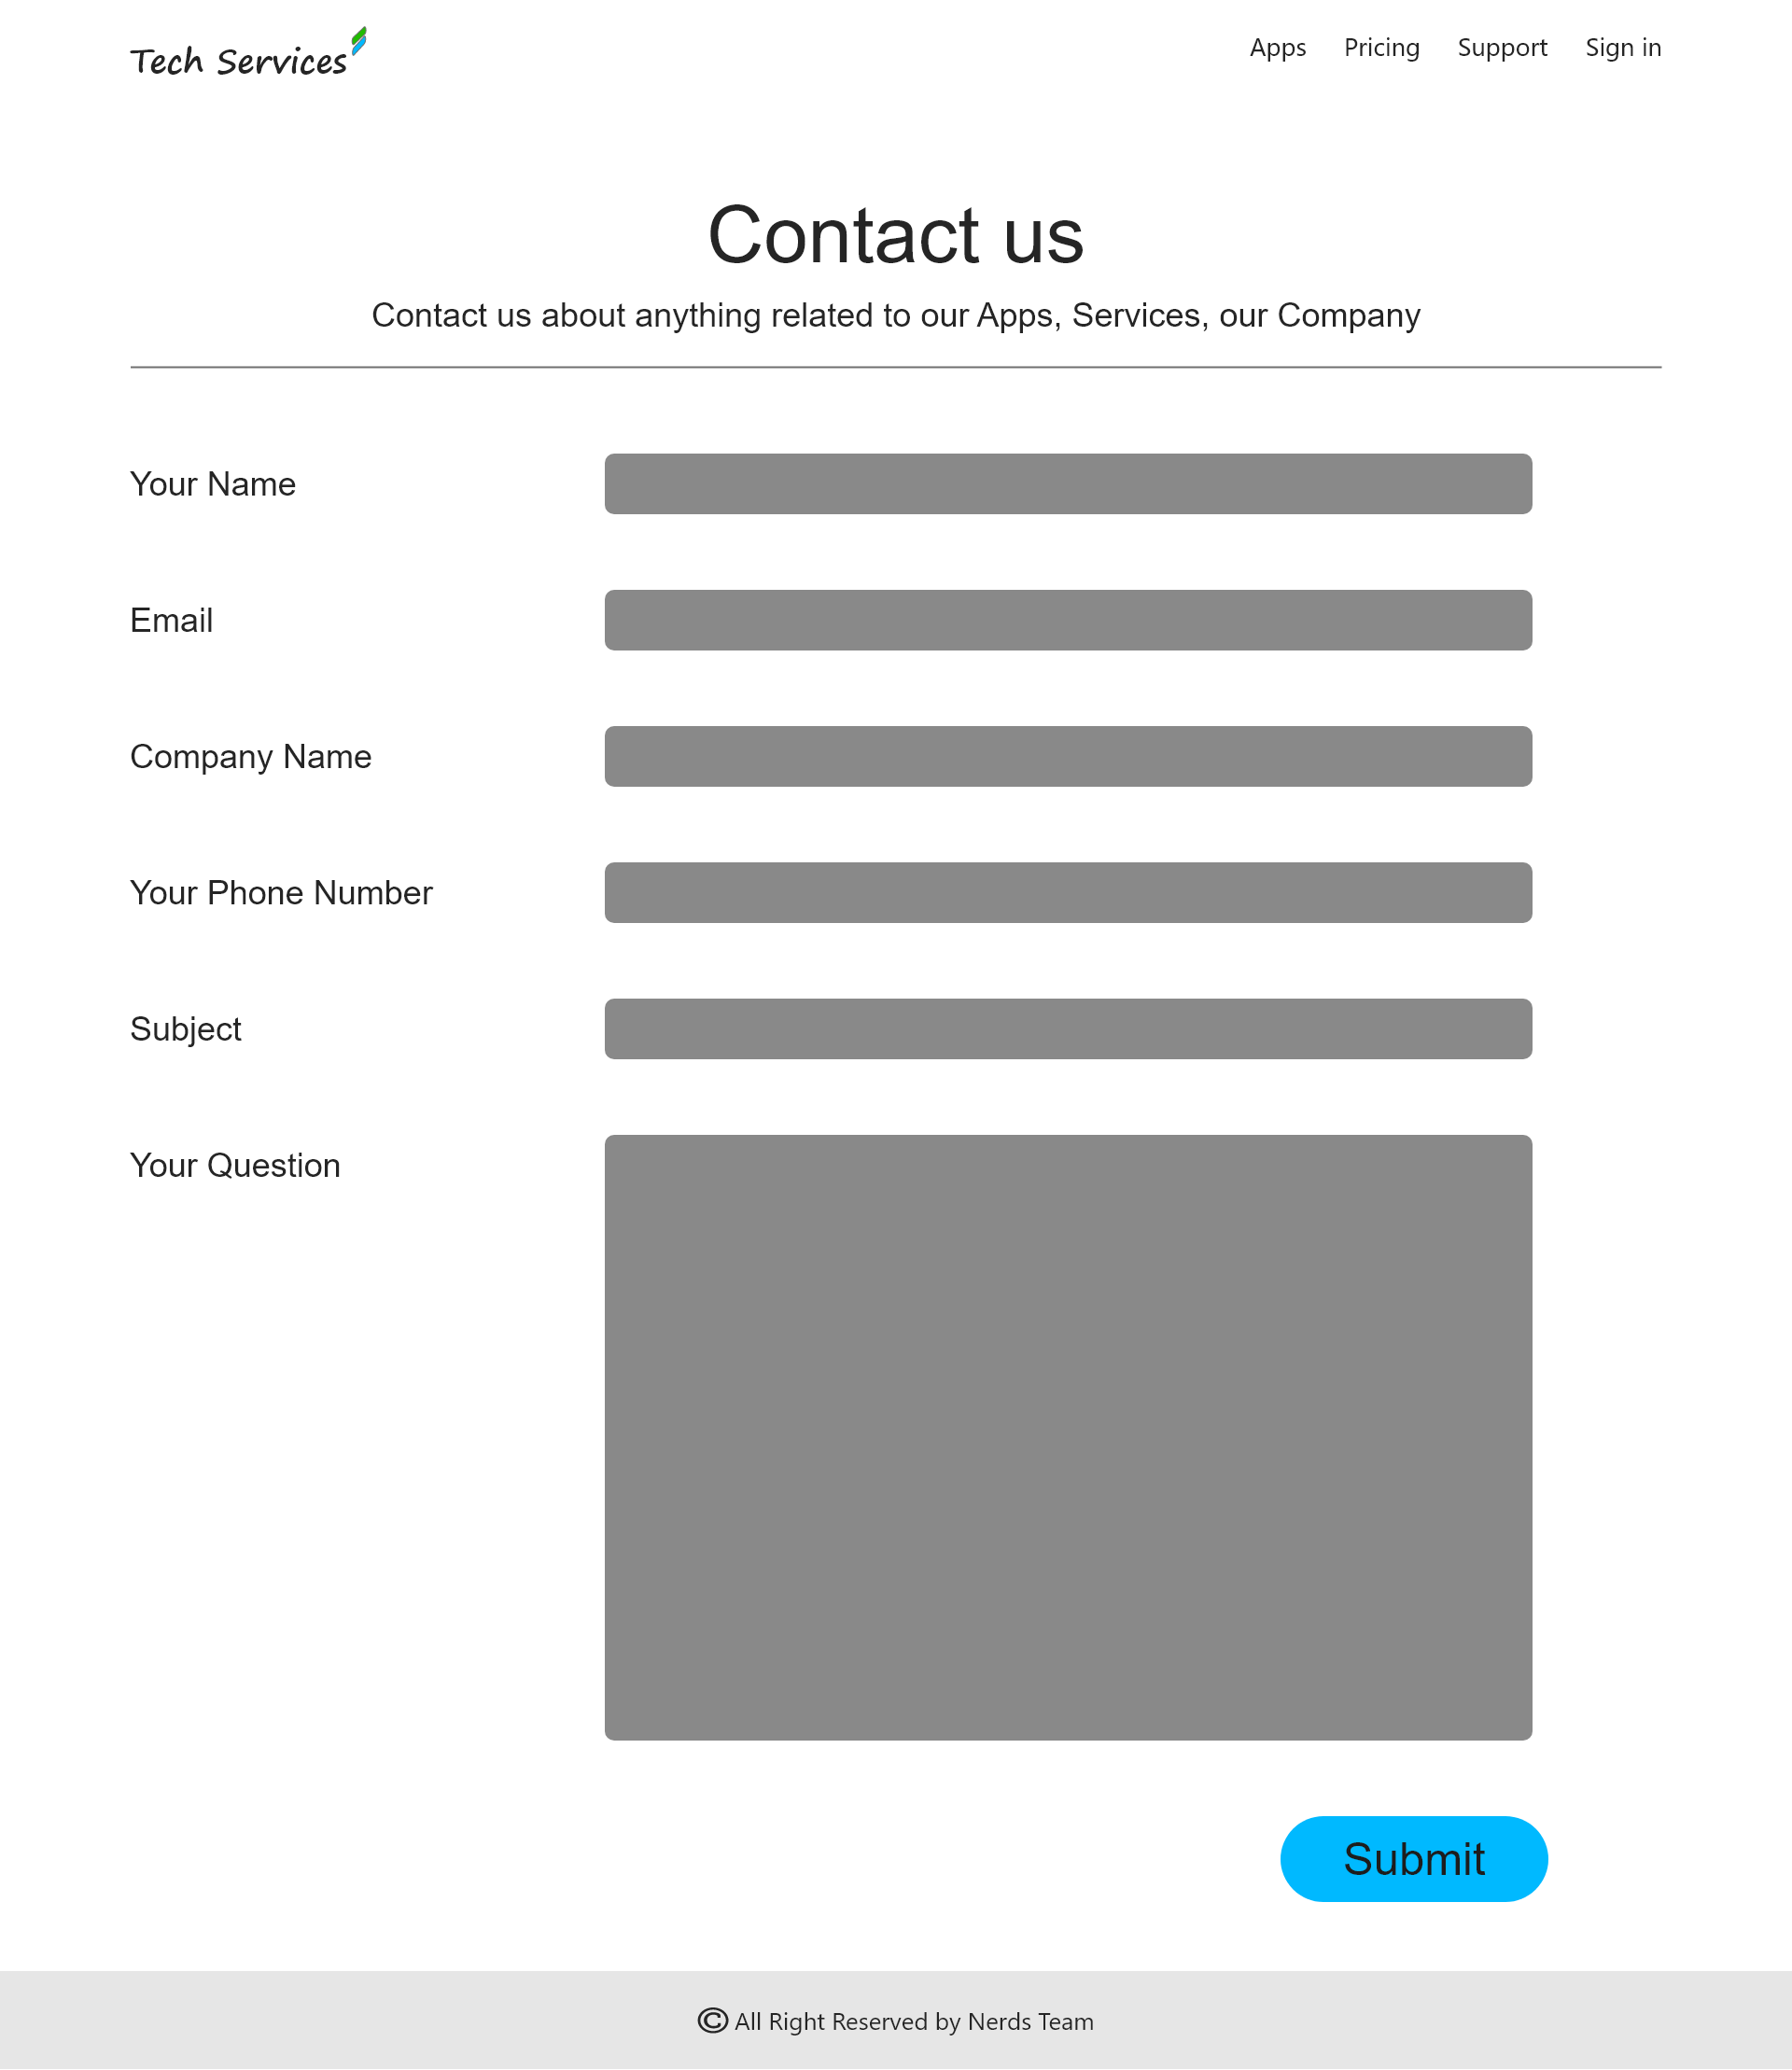 Tech Services
Apps Pricing Support Sign in
Contact us
Contact us about anything related to our Apps, Services, our Company
Your Name
Email
Company Name
Your Phone Number
Subject
Your Question
Submit
© All Right Reserved by Nerds Team